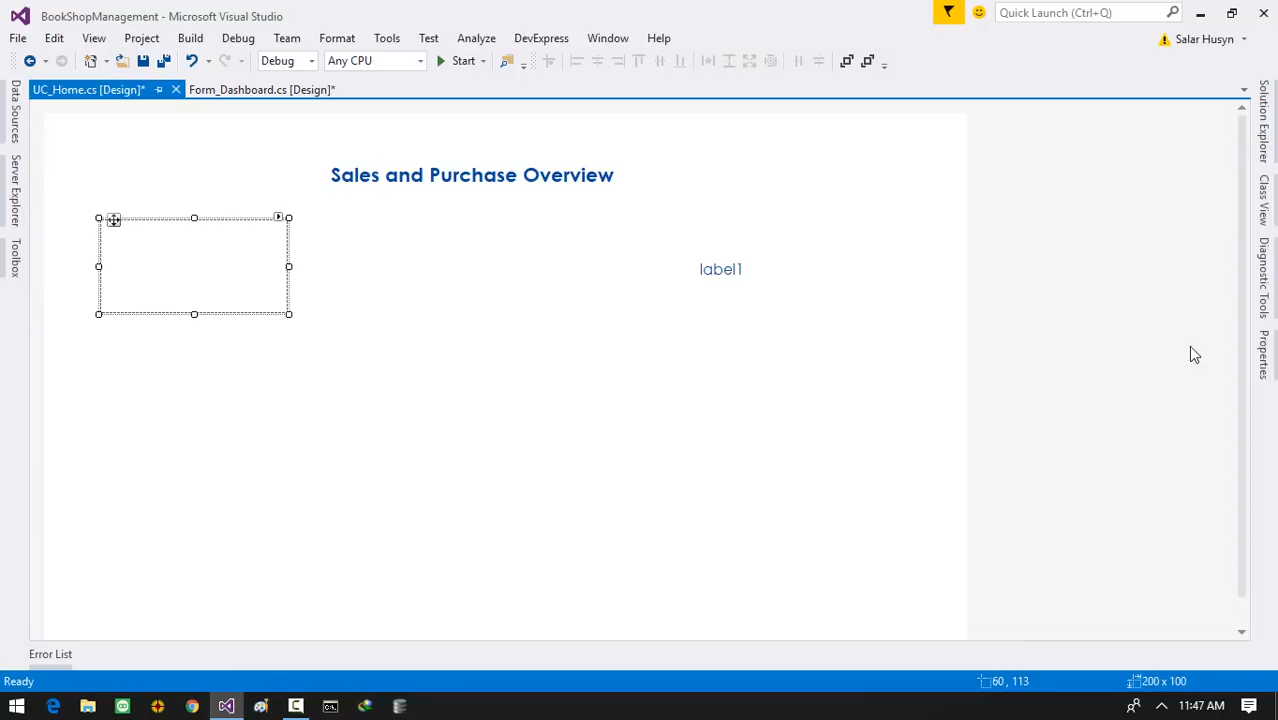 BookShopManagement - Microsoft Visual Studio
Quick Launch (Ctrl+Q)
File Edit View Project Build Debug Team Format Tools Test Analyze DevExpress Window Help
Salar Husyn
Debug Any CPU Start
UC_Home.cs [Design]* Form_Dashboard.cs [Design]*
Data Sources
Server Explorer
Toolbox
Sales and Purchase Overview
label1
Solution Explorer
Class View
Diagnostic Tools
Properties
Error List
Ready
60 , 113
200 x 100
11:47 AM